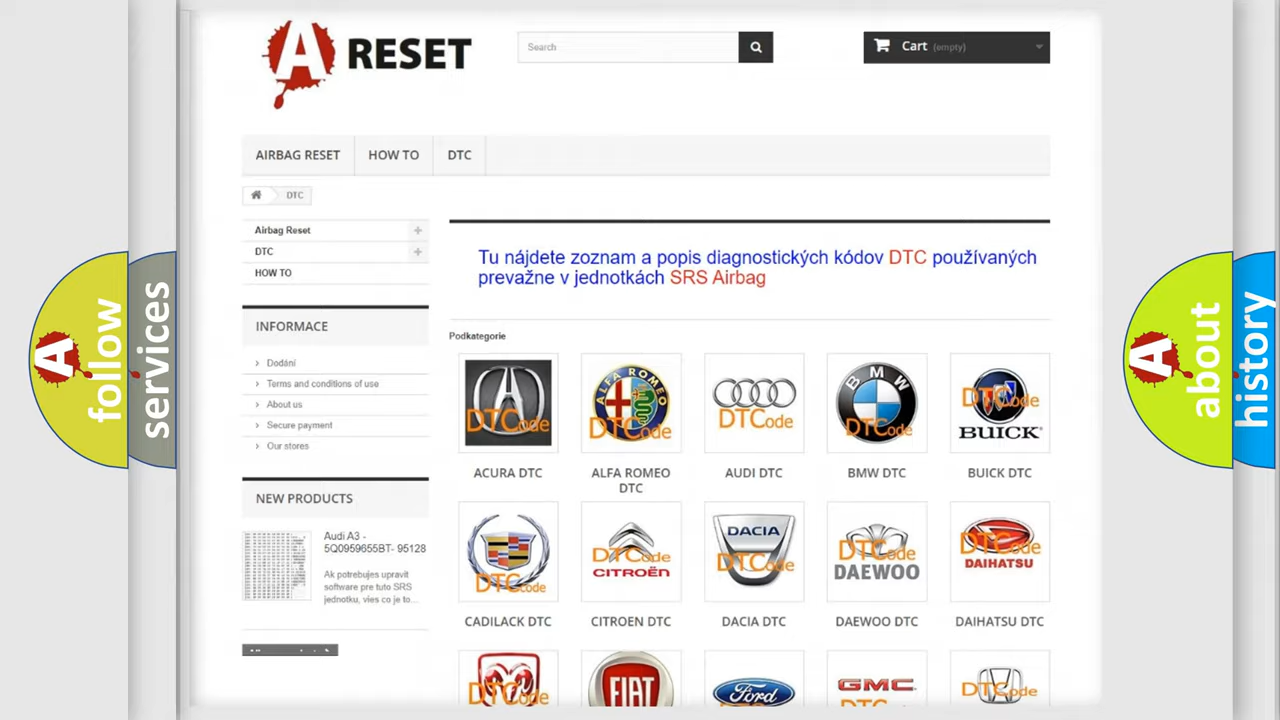 A RESET
Search
Cart (empty)
AIRBAG RESET
HOW TO
DTC
DTC
Airbag Reset
DTC
HOW TO
INFORMACE
Dodání
Terms and conditions of use
About us
Secure payment
Our stores
NEW PRODUCTS
Audi A3 -
5Q0959655BT- 95128
Ak potrebujes upravit
software pre tuto SRS
jednotku, vies co je to...
Tu nájdete zoznam a popis diagnostických kódov DTC používaných
prevažne v jednotkách SRS Airbag
Podkategorie
DTCode
ALFA ROMEO
DTCode
DTCode
BMW
DTCode
DTCode
BUICK
ACURA DTC
ALFA ROMEO
DTC
AUDI DTC
BMW DTC
BUICK DTC
DTCode
DTCode
CITROËN
DACIA
DTCode
DTCode
DAEWOO
DTCode
DAIHATSU
CADILACK DTC
CITROEN DTC
DACIA DTC
DAEWOO DTC
DAIHATSU DTC
DTCode
FIAT
Ford
GMC
DTCode
A follow
services
A about
history